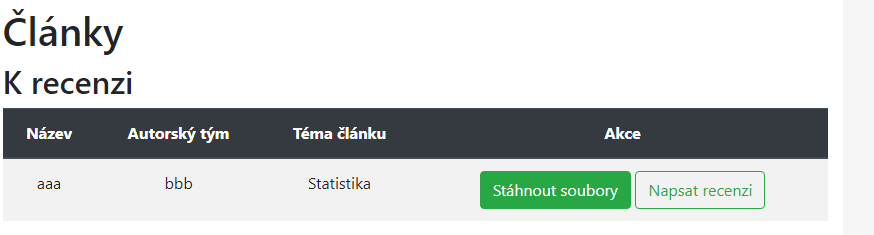 Články
K recenzi
Název Autorský tým Téma článku Akce
aaa bbb Statistika Stáhnout soubory Napsat recenzi